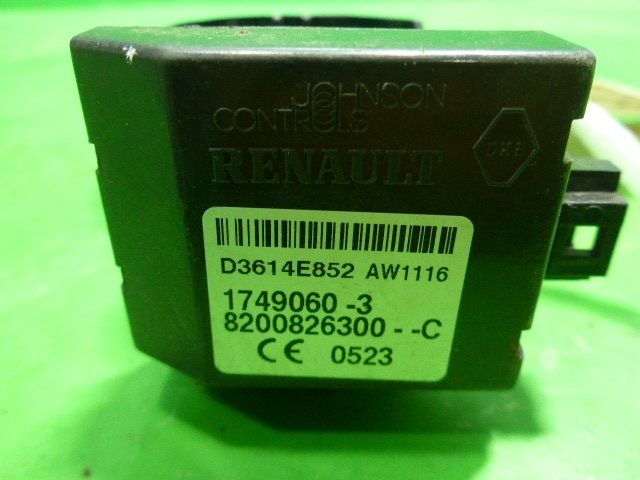 JOHNSON
CONTROLS
RENAULT
D3614E852 AW1116
1749060 -3
8200826300 - -C
CE 0523